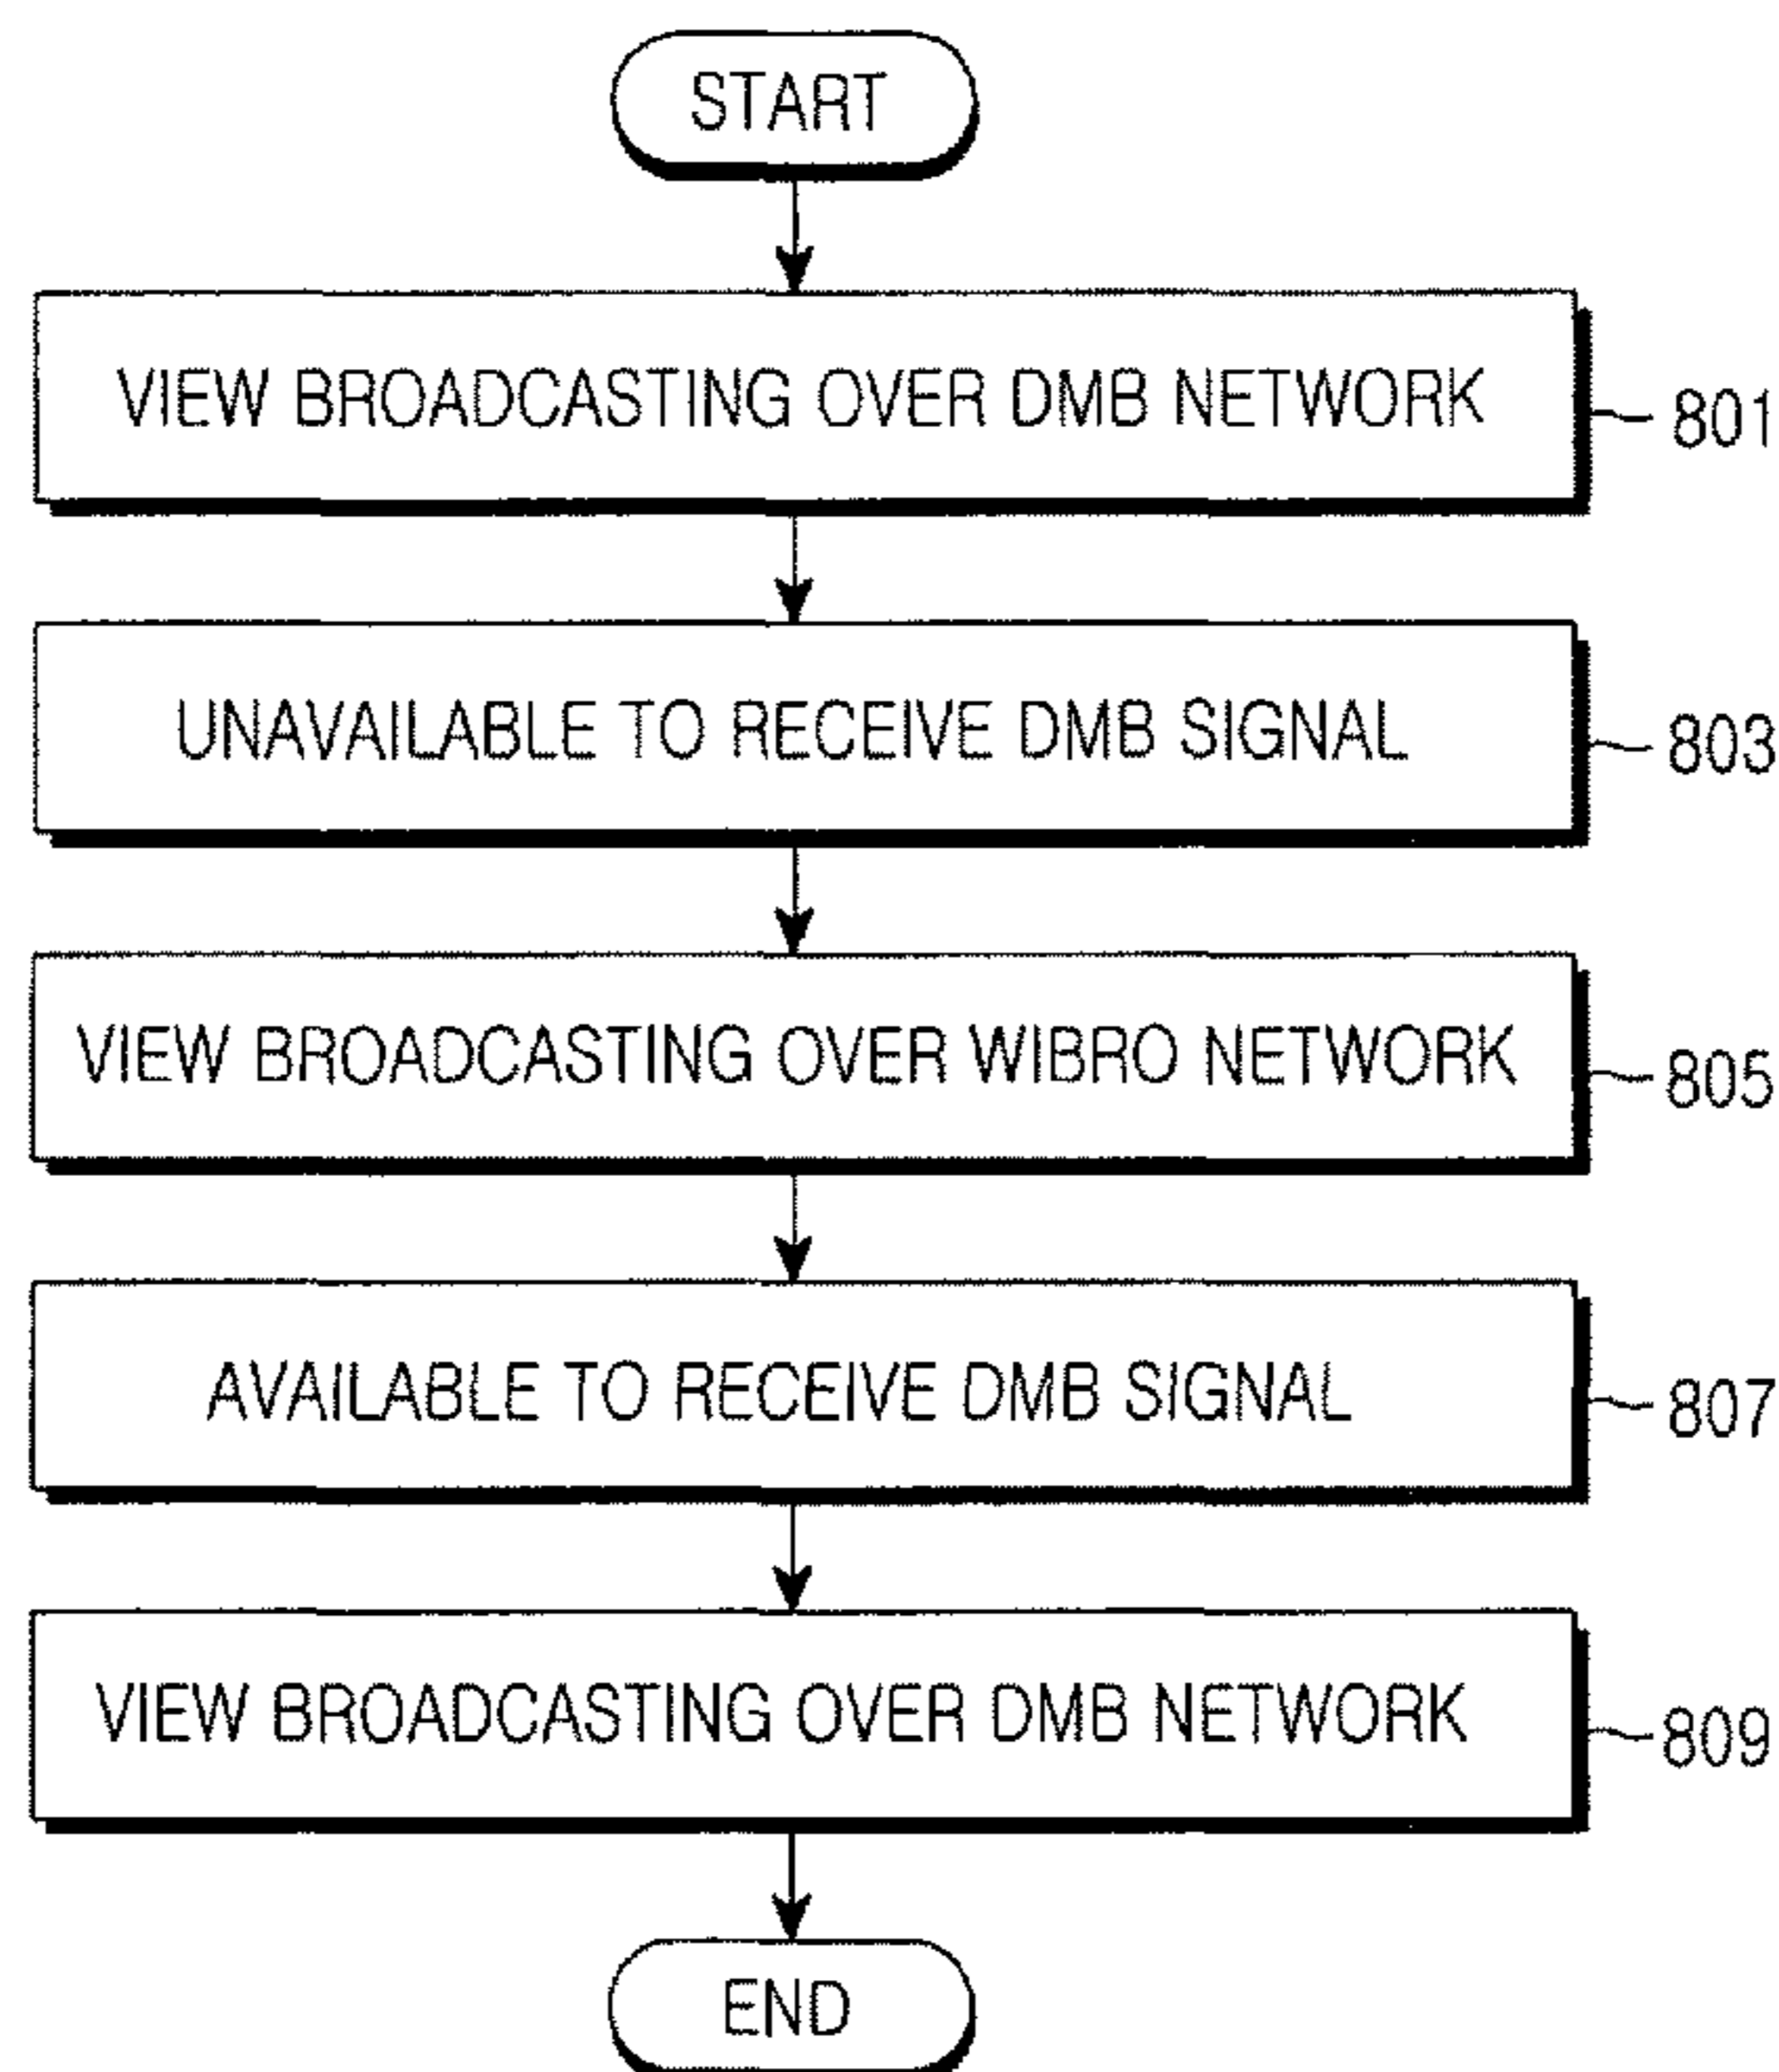 START
VIEW BROADCASTING OVER DMB NETWORK
801
UNAVAILABLE TO RECEIVE DMB SIGNAL
803
VIEW BROADCASTING OVER WIBRO NETWORK
805
AVAILABLE TO RECEIVE DMB SIGNAL
807
VIEW BROADCASTING OVER DMB NETWORK
809
END